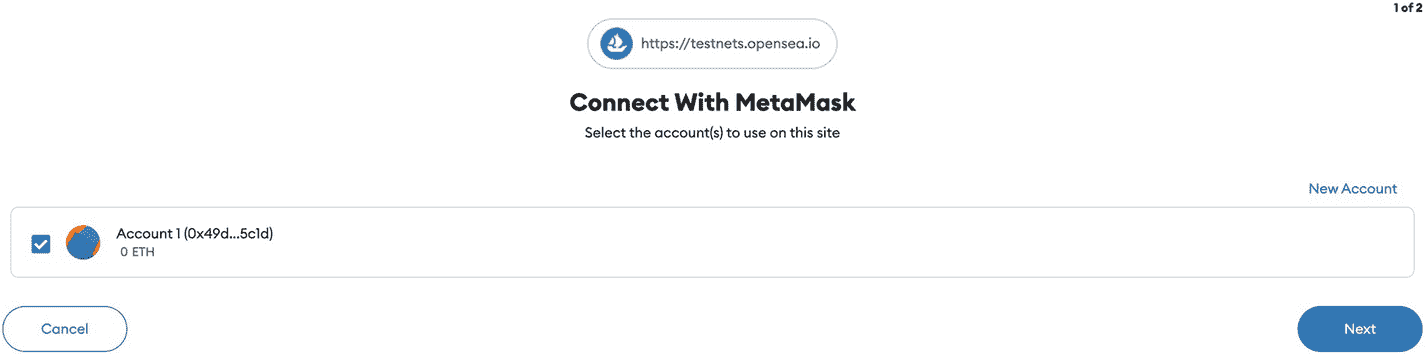 1 of 2
https://testnets.opensea.io
Connect With MetaMask
Select the account(s) to use on this site
New Account
Account 1 (0x49d...5c1d)
0 ETH
Cancel
Next